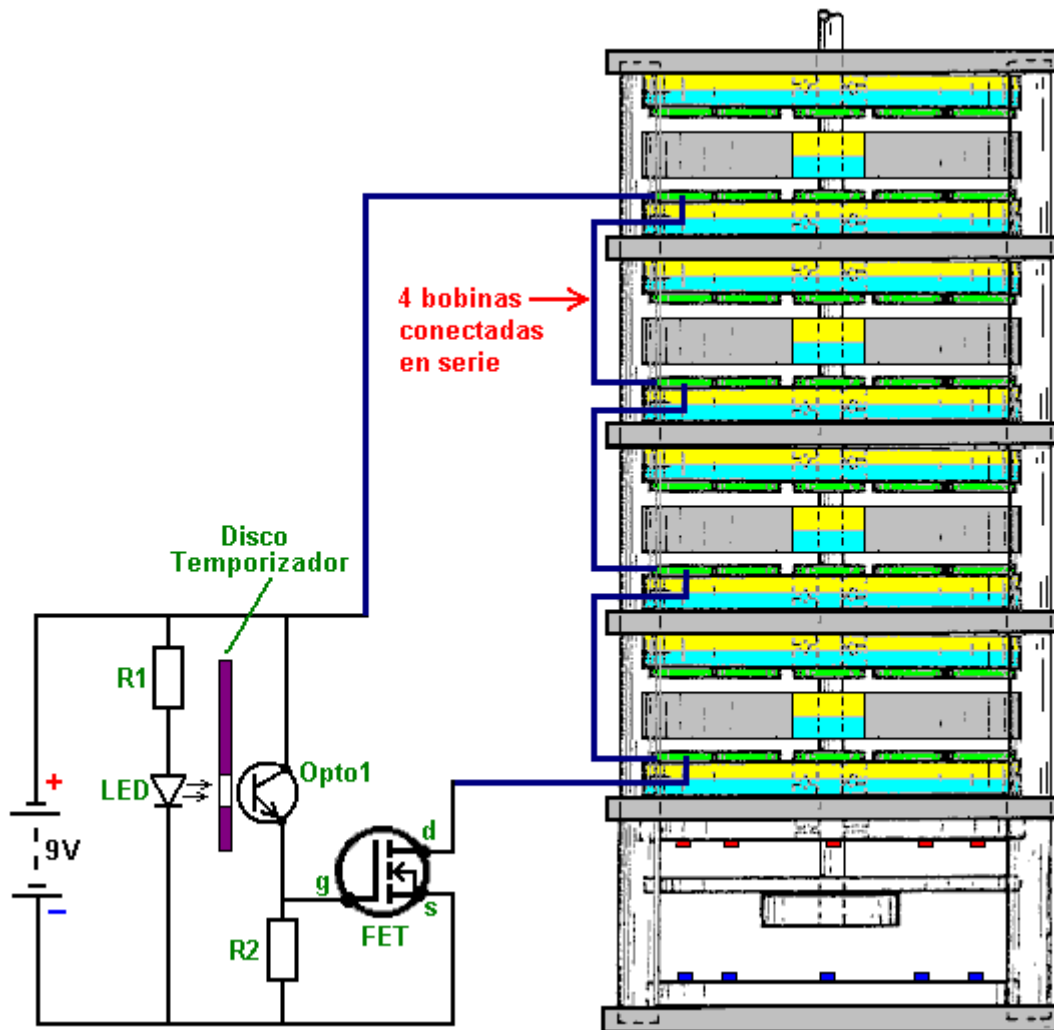 4 bobinas
conectadas
en serie
Disco
Temporizador
R1
LED
Opto1
+
9V
−
d
g
s
FET
R2